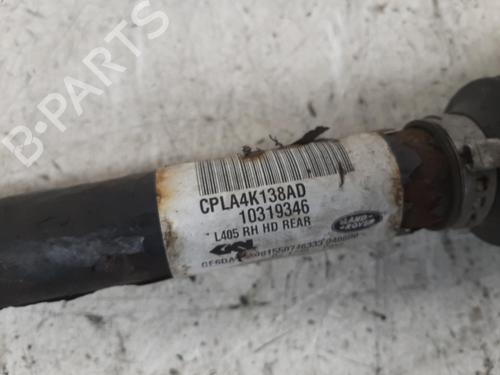 B-PARTS
CPLA4K138AD
10319346
L405 RH HD REAR
GKN
LAND
ROVER